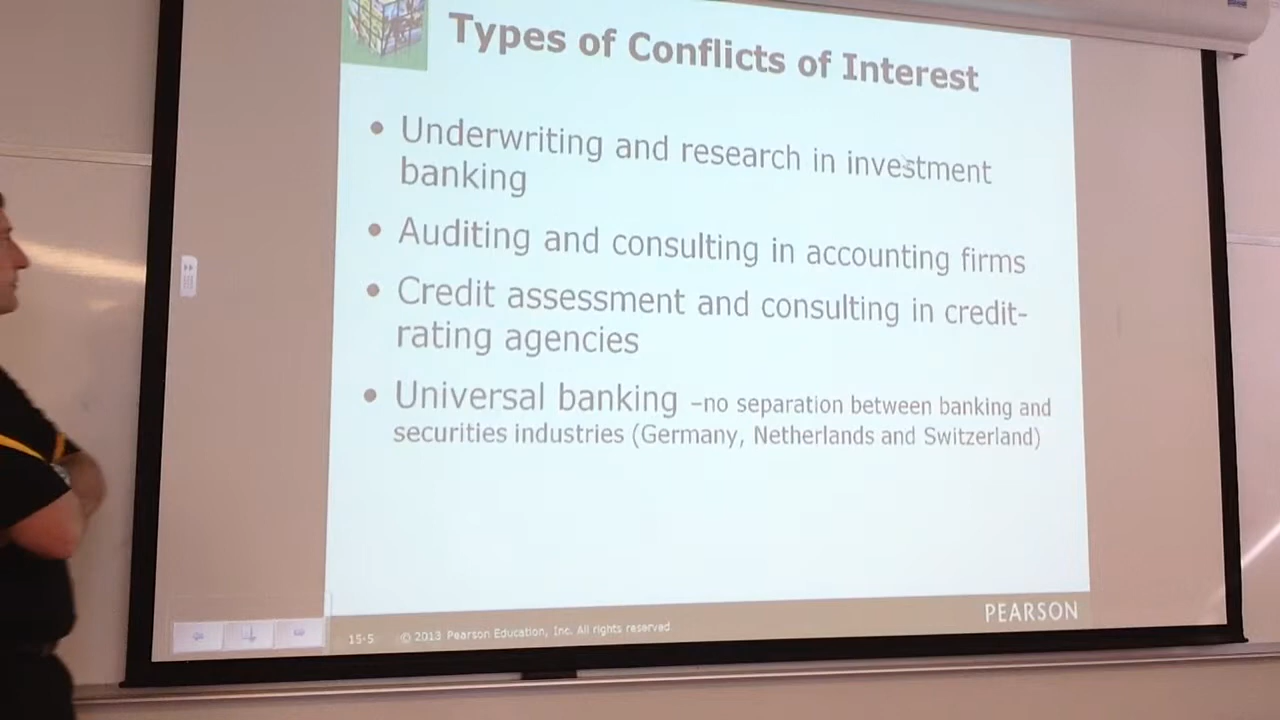 Types of Conflicts of Interest
• Underwriting and research in investment
banking
• Auditing and consulting in accounting firms
• Credit assessment and consulting in credit-
rating agencies
• Universal banking –no separation between banking and
securities industries (Germany, Netherlands and Switzerland)
15-5 © 2013 Pearson Education, Inc. All rights reserved
PEARSON